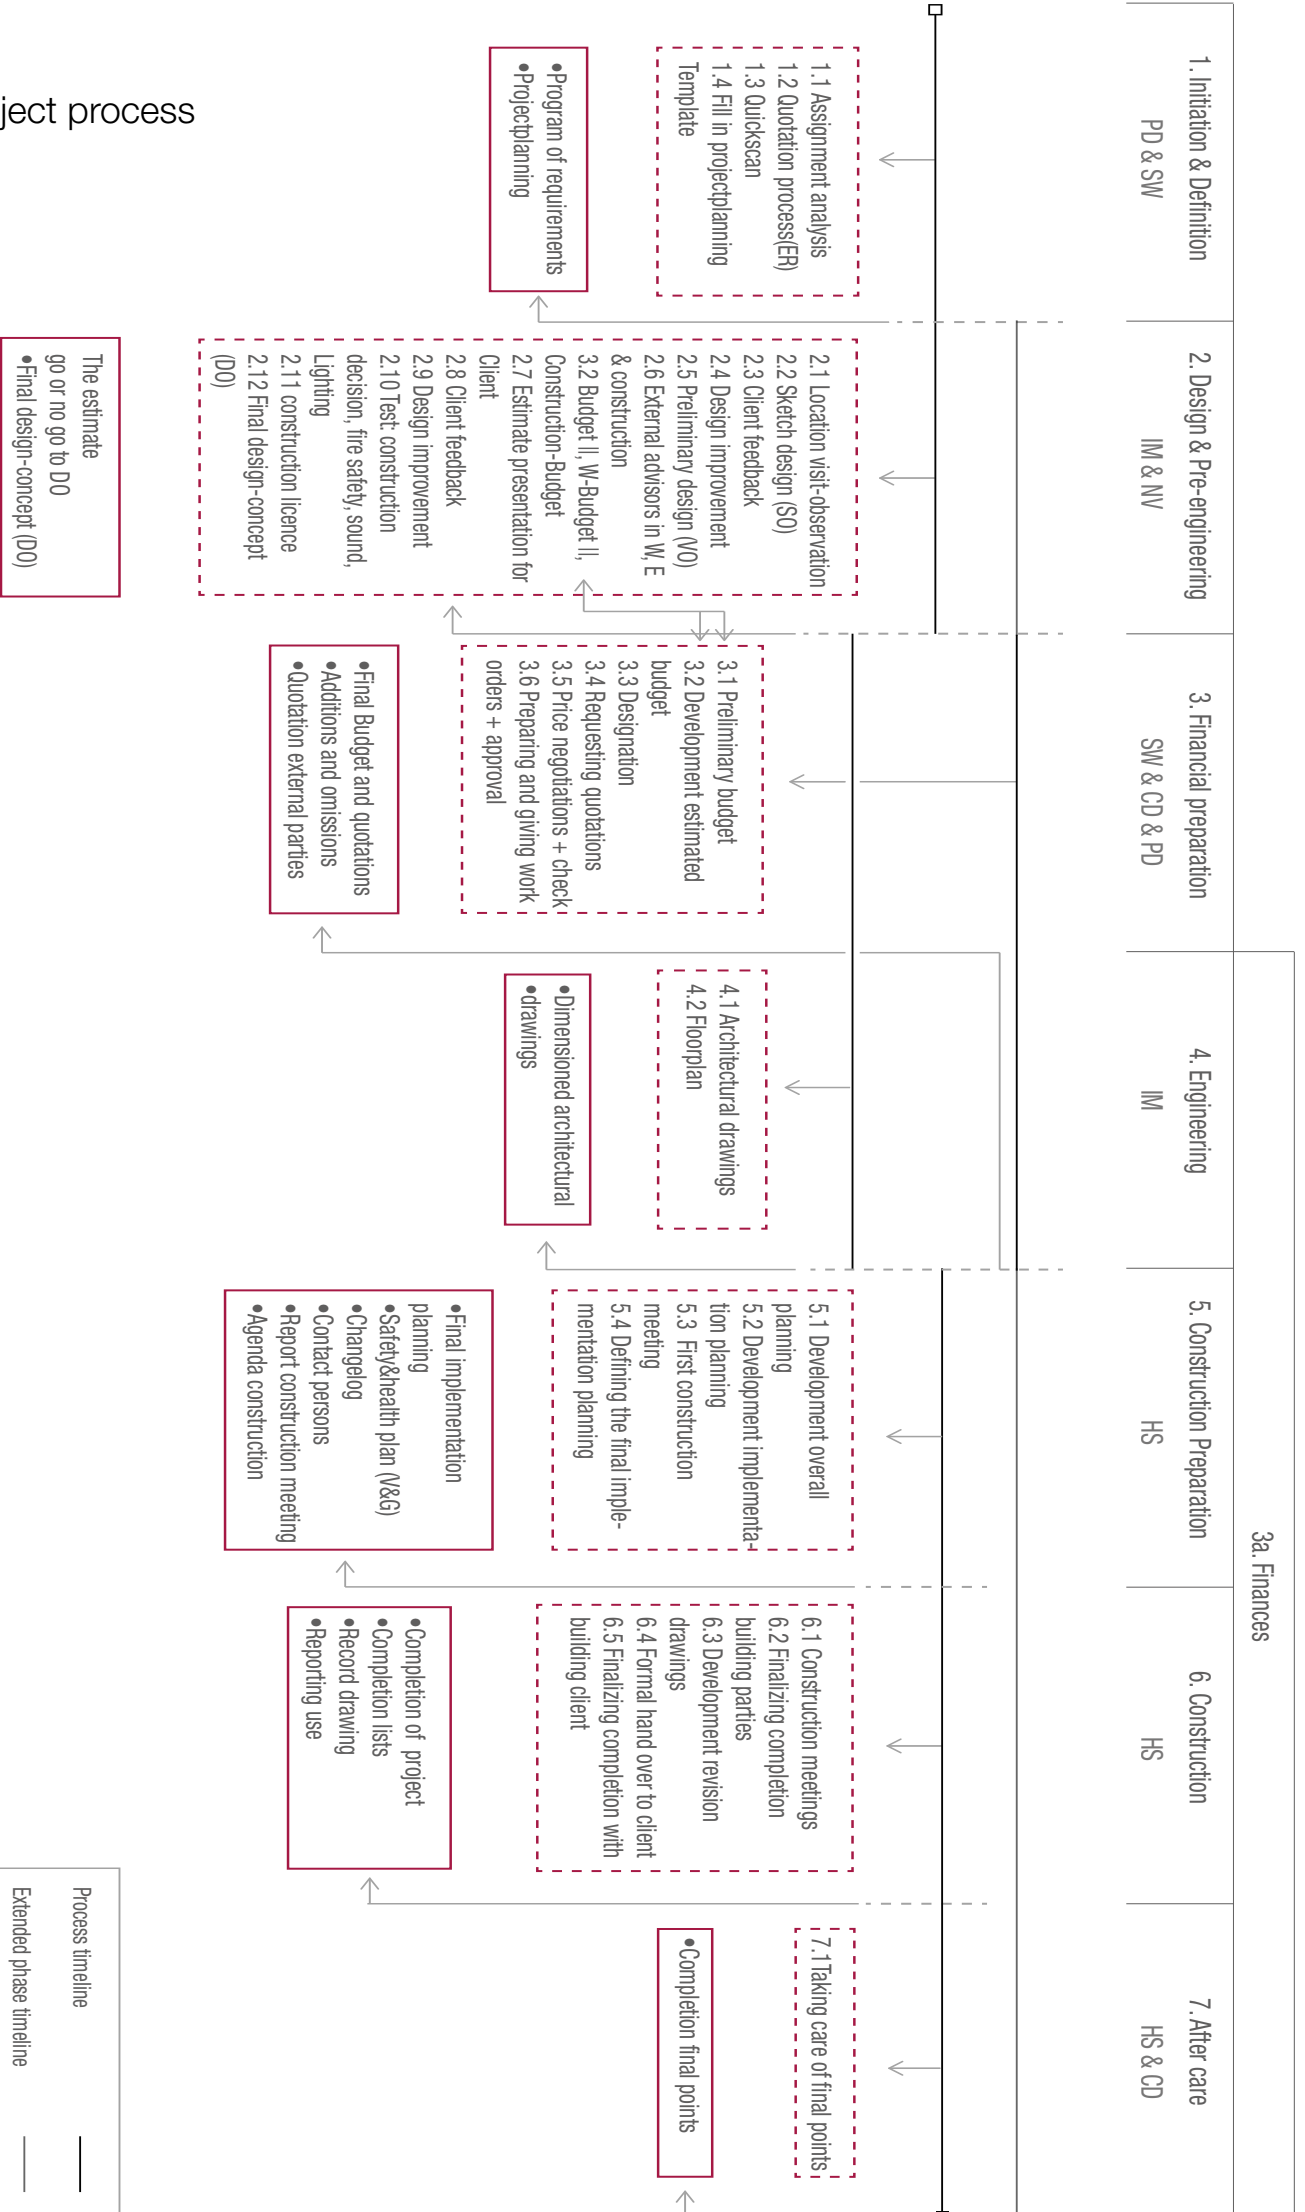 ject process
3a. Finances
1. Initiation & Definition
PD & SW
1.1 Assignment analysis
1.2 Quotation process(ER)
1.3 Quickscan
1.4 Fill in projectplanning
Template
•Program of requirements
•Projectplanning
2. Design & Pre-engineering
IM & NV
2.1 Location visit-observation
2.2 Sketch design (SO)
2.3 Client feedback
2.4 Design improvement
2.5 Preliminary design (VO)
2.6 External advisors in W, E
& construction
3.2 Budget II, W-Budget II,
Construction-Budget
2.7 Estimate presentation for
Client
2.8 Client feedback
2.9 Design improvement
2.10 Test: construction
decision, fire safety, sound,
Lighting
2.11 construction licence
2.12 Final design-concept
(DO)
The estimate
go or no go to DO
•Final design-concept (DO)
3. Financial preparation
SW & CD & PD
3.1 Preliminary budget
3.2 Development estimated
budget
3.3 Designation
3.4 Requesting quotations
3.5 Price negotiations + check
3.6 Preparing and giving work
orders + approval
•Final Budget and quotations
•Additions and omissions
•Quotation external parties
4. Engineering
IM
4.1 Architectural drawings
4.2 Floorplan
•Dimensioned architectural
•drawings
5. Construction Preparation
HS
5.1 Development overall
planning
5.2 Development implementa-
tion planning
5.3 First construction
meeting
5.4 Defining the final imple-
mentation planning
•Final implementation
planning
•Safety&health plan (V&G)
•Changelog
•Contact persons
•Report construction meeting
•Agenda construction
6. Construction
HS
6.1 Construction meetings
6.2 Finalizing completion
building parties
6.3 Development revision
drawings
6.4 Formal hand over to client
6.5 Finalizing completion with
building client
•Completion of project
•Completion lists
•Record drawing
•Reporting use
7. After care
HS & CD
7.1Taking care of final points
•Completion final points
Process timeline
Extended phase timeline